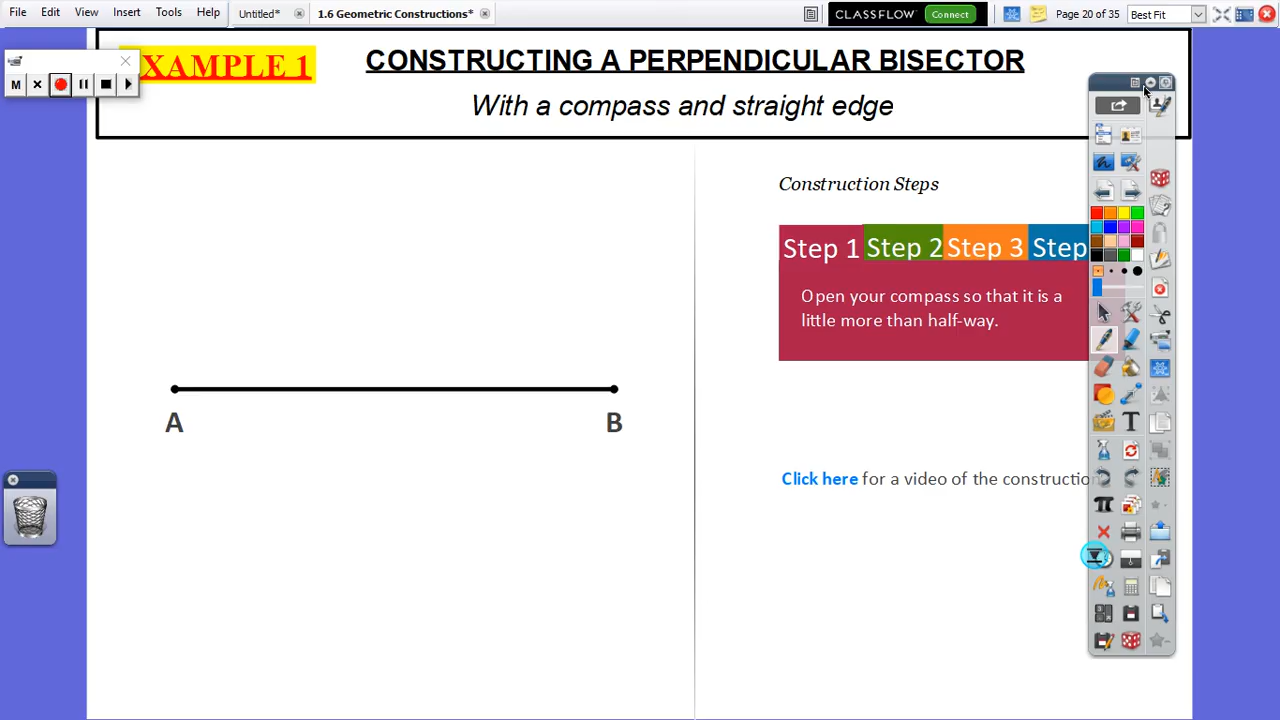 File Edit View Insert Tools Help
Untitled*
1.6 Geometric Constructions*
CLASSFLOW Connect
Page 20 of 35
Best Fit
M
XAMPLE 1
CONSTRUCTING A PERPENDICULAR BISECTOR
With a compass and straight edge
Construction Steps
Step 1 Step 2 Step 3 Step
Open your compass so that it is a
little more than half-way.
A
B
Click here for a video of the constructio
T